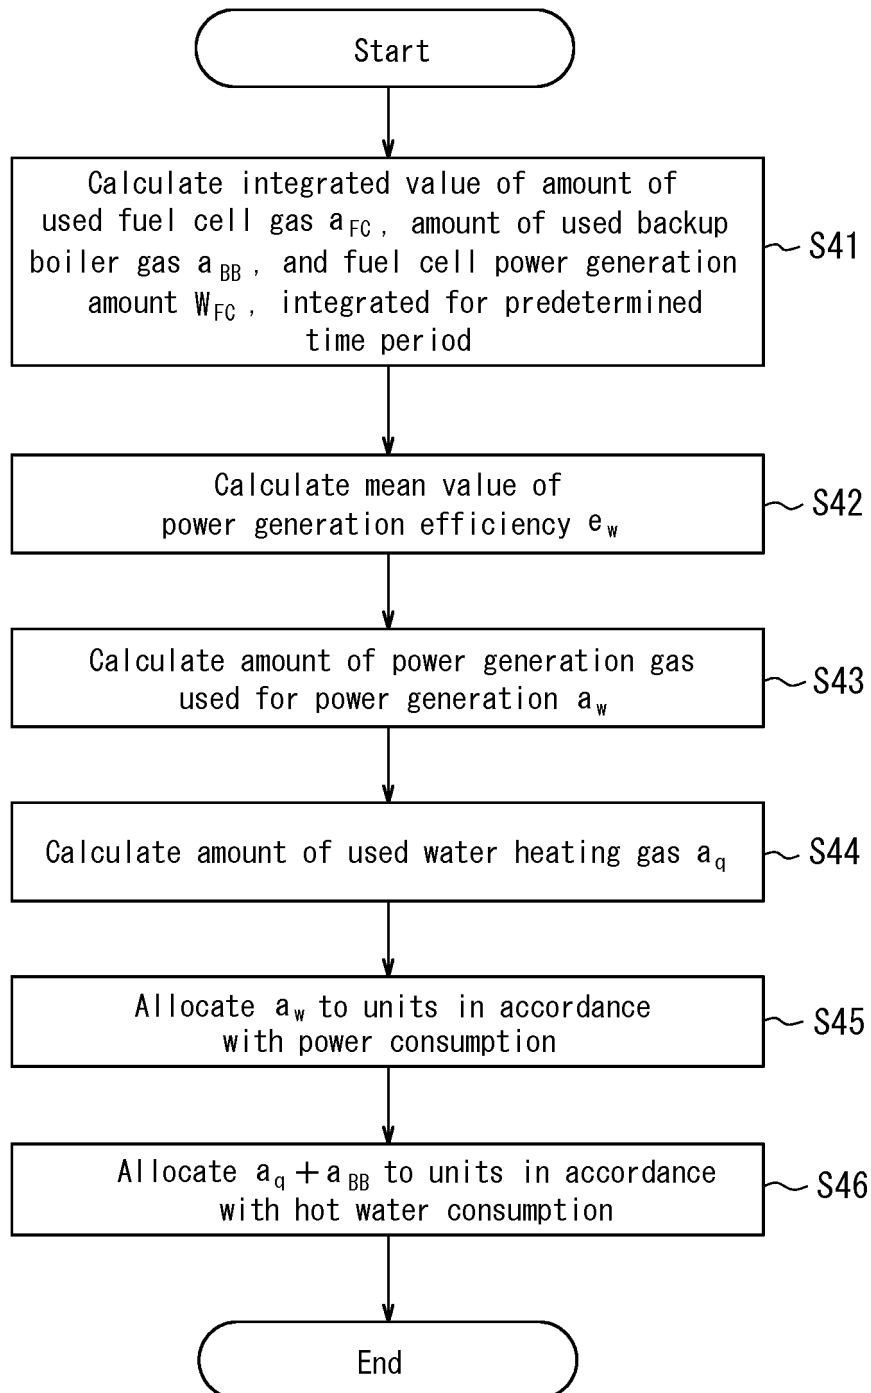 Start
Calculate integrated value of amount of
used fuel cell gas a_FC, amount of used backup
boiler gas a_BB, and fuel cell power generation
amount W_FC, integrated for predetermined
time period
S41
Calculate mean value of
power generation efficiency e_w
S42
Calculate amount of power generation gas
used for power generation a_w
S43
Calculate amount of used water heating gas a_q
S44
Allocate a_w to units in accordance
with power consumption
S45
Allocate a_q + a_BB to units in accordance
with hot water consumption
S46
End